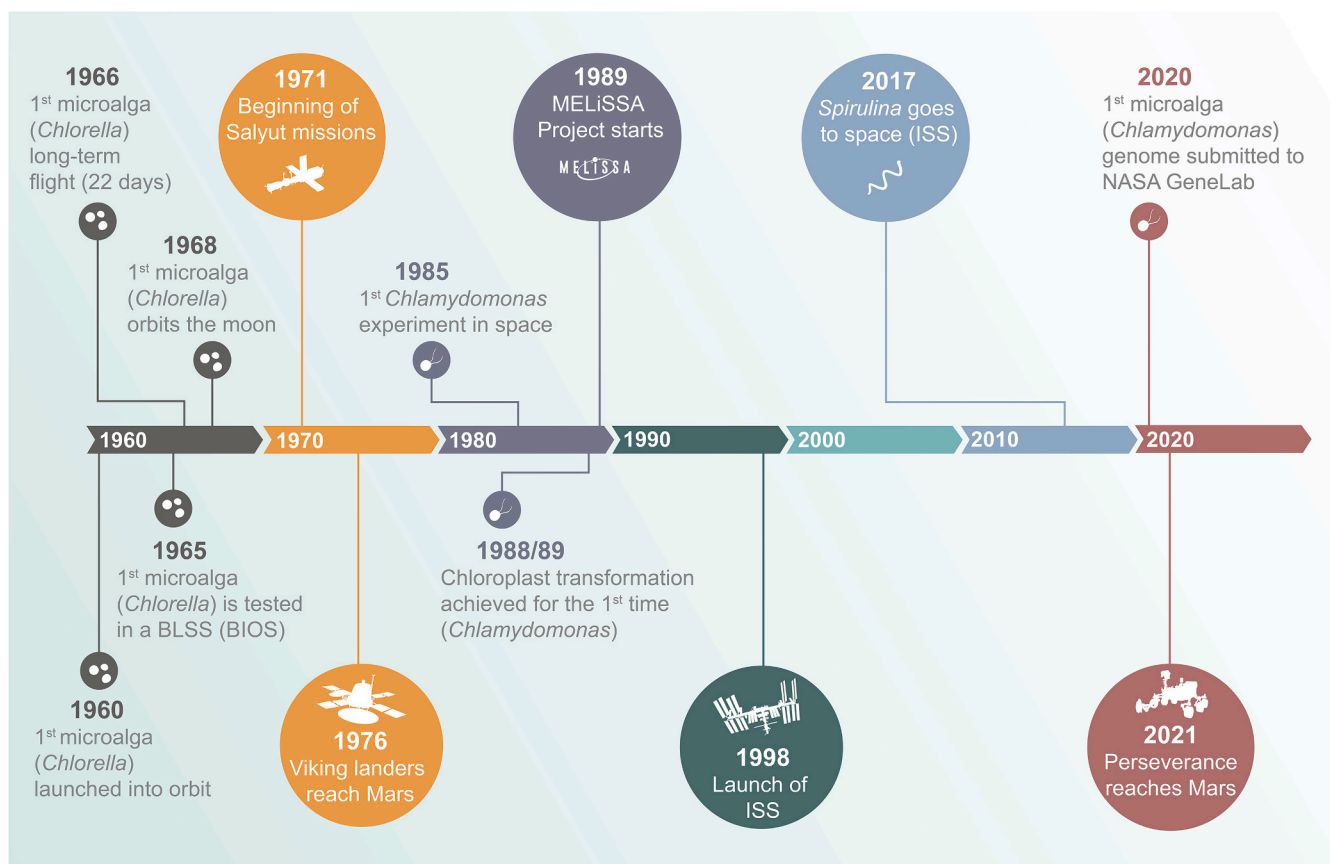 1966
1st microalga
(Chlorella)
long-term
flight (22 days)
1968
1st microalga
(Chlorella)
orbits the moon
1971
Beginning of
Salyut missions
1985
1st Chlamydomonas
experiment in space
1989
MELiSSA
Project starts
MELiSSA
2017
Spirulina goes
to space (ISS)
2020
1st microalga
(Chlamydomonas)
genome submitted to
NASA GeneLab
1960
1970
1980
1990
2000
2010
2020
1965
1st microalga
(Chlorella) is tested
in a BLSS (BIOS)
1960
1st microalga
(Chlorella)
launched into orbit
1976
Viking landers
reach Mars
1988/89
Chloroplast transformation
achieved for the 1st time
(Chlamydomonas)
1998
Launch of
ISS
2021
Perseverance
reaches Mars